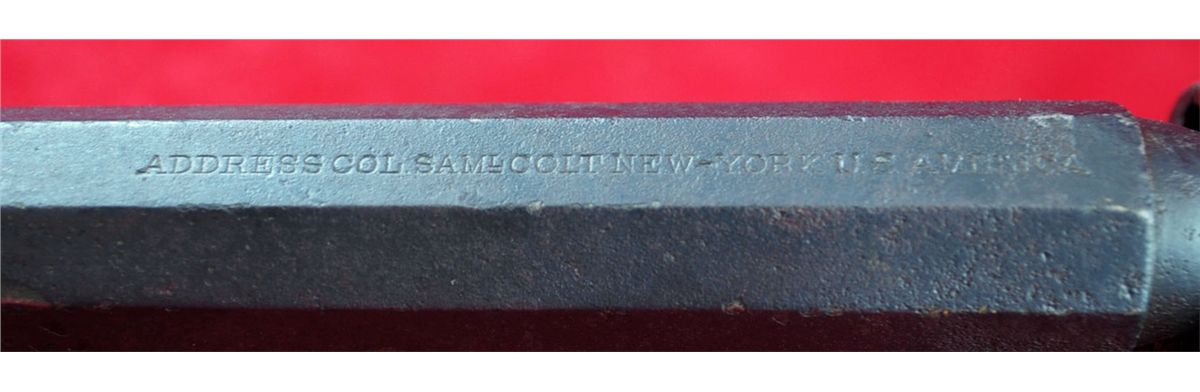 ADDRESS COL. SAMᴸ COLT NEW-YORK U.S. AMERICA